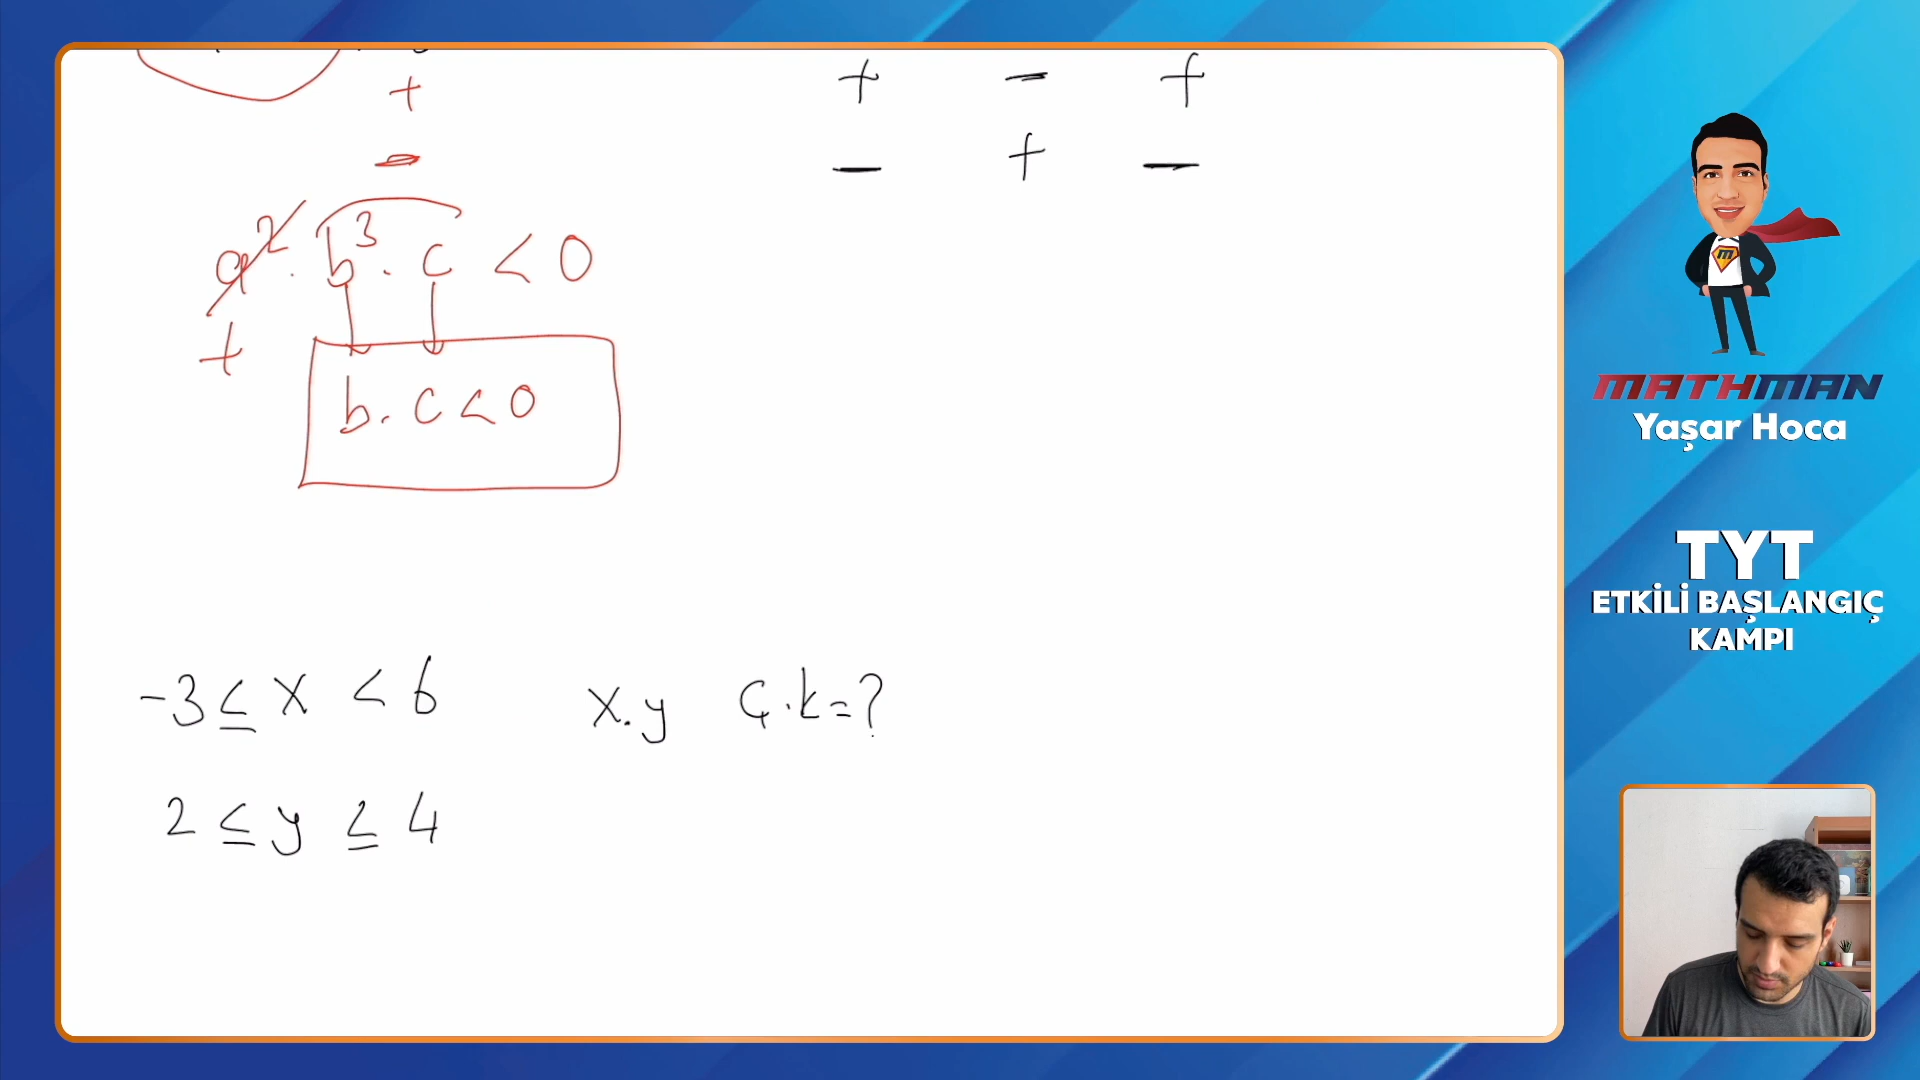 +
-
+ - +
- + -
a² . b³ . c < 0
+
b . c < 0
-3 ≤ x < 6
x.y ç.k=?
2 ≤ y ≤ 4
m
MATHMAN
Yaşar Hoca
TYT
ETKİLİ BAŞLANGIÇ
KAMPI